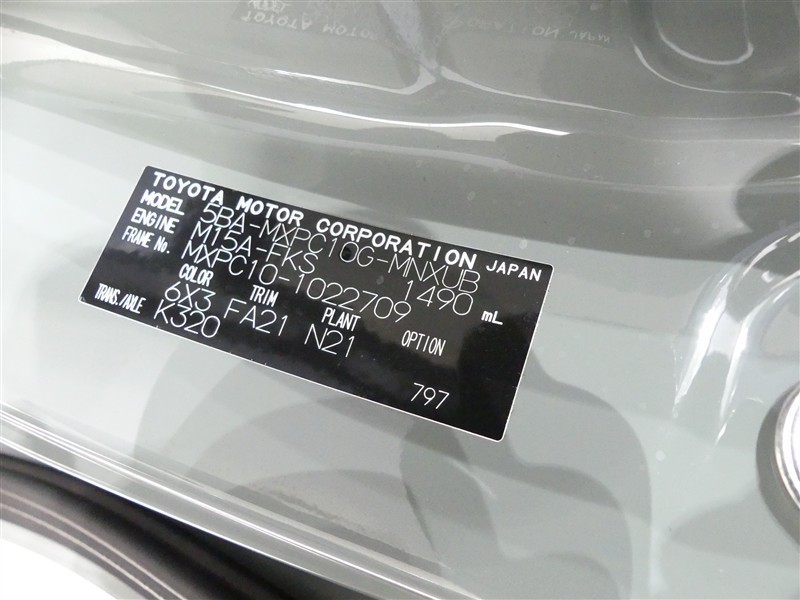 TOYOTA MOTOR CORPORATION JAPAN
MODEL 5BA-MXPC10G-MNXUB
ENGINE M15A-FKS 1490 mL
FRAME No. MXPC10-1022709
COLOR TRIM PLANT OPTION
6X3 FA21 N21
TRANS./AXLE K320
797